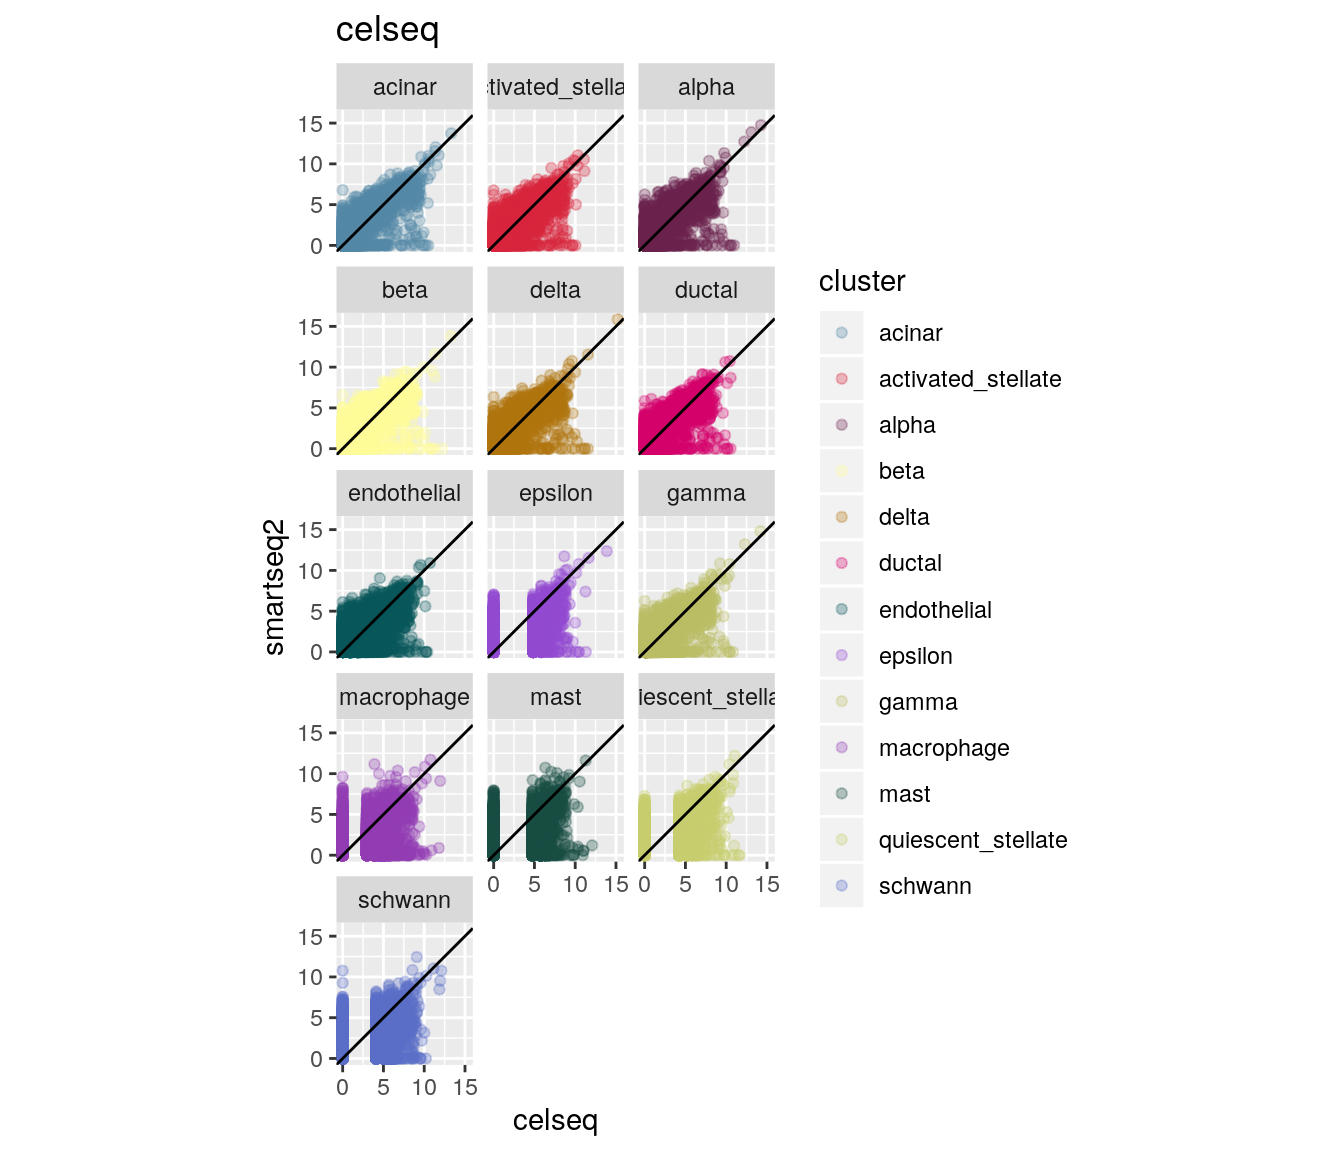 celseq
acinar
ctivated_stella
alpha
15
10
5
0
beta
delta
ductal
15
10
5
0
endothelial
epsilon
gamma
15
10
5
0
macrophage
mast
iescent_stella
15
10
5
0
0 5 10 15
0 5 10 15
schwann
15
10
5
0
0 5 10 15
smartseq2
celseq
cluster
acinar
activated_stellate
alpha
beta
delta
ductal
endothelial
epsilon
gamma
macrophage
mast
quiescent_stellate
schwann